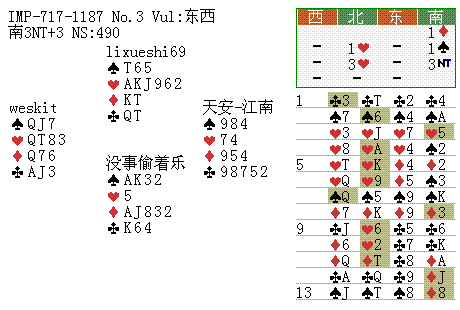 IMP-717-1187 No.3 Vul:东西
南3NT+3 NS:490
lixueshi69
♠T65
♥AKJ962
♦KT
♣QT
weskit
♠QJ7
♥QT83
♦Q76
♣AJ3
天安-江南
♠984
♥74
♦954
♣98752
没事偷着乐
♠AK32
♥5
♦AJ832
♣K64
西 北 东 南
1♦
– 1♥ – 1♠
– 3♥ – 3NT
– – –
1 ♣3 ♣T ♣2 ♣4
♠7 ♠6 ♠4 ♠2
♥3 ♥J ♥7 ♥5
♥8 ♥A ♥4 ♠2
5 ♥T ♥K ♦4 ♦2
♥Q ♥9 ♦5 ♠3
♠Q ♠5 ♠9 ♠K
♦7 ♦K ♦9 ♦3
9 ♣J ♥6 ♣5 ♣6
♦6 ♥2 ♣7 ♣K
♦Q ♦T ♣8 ♦A
♣A ♣Q ♣9 ♦J
13 ♠J ♠T ♠8 ♦8